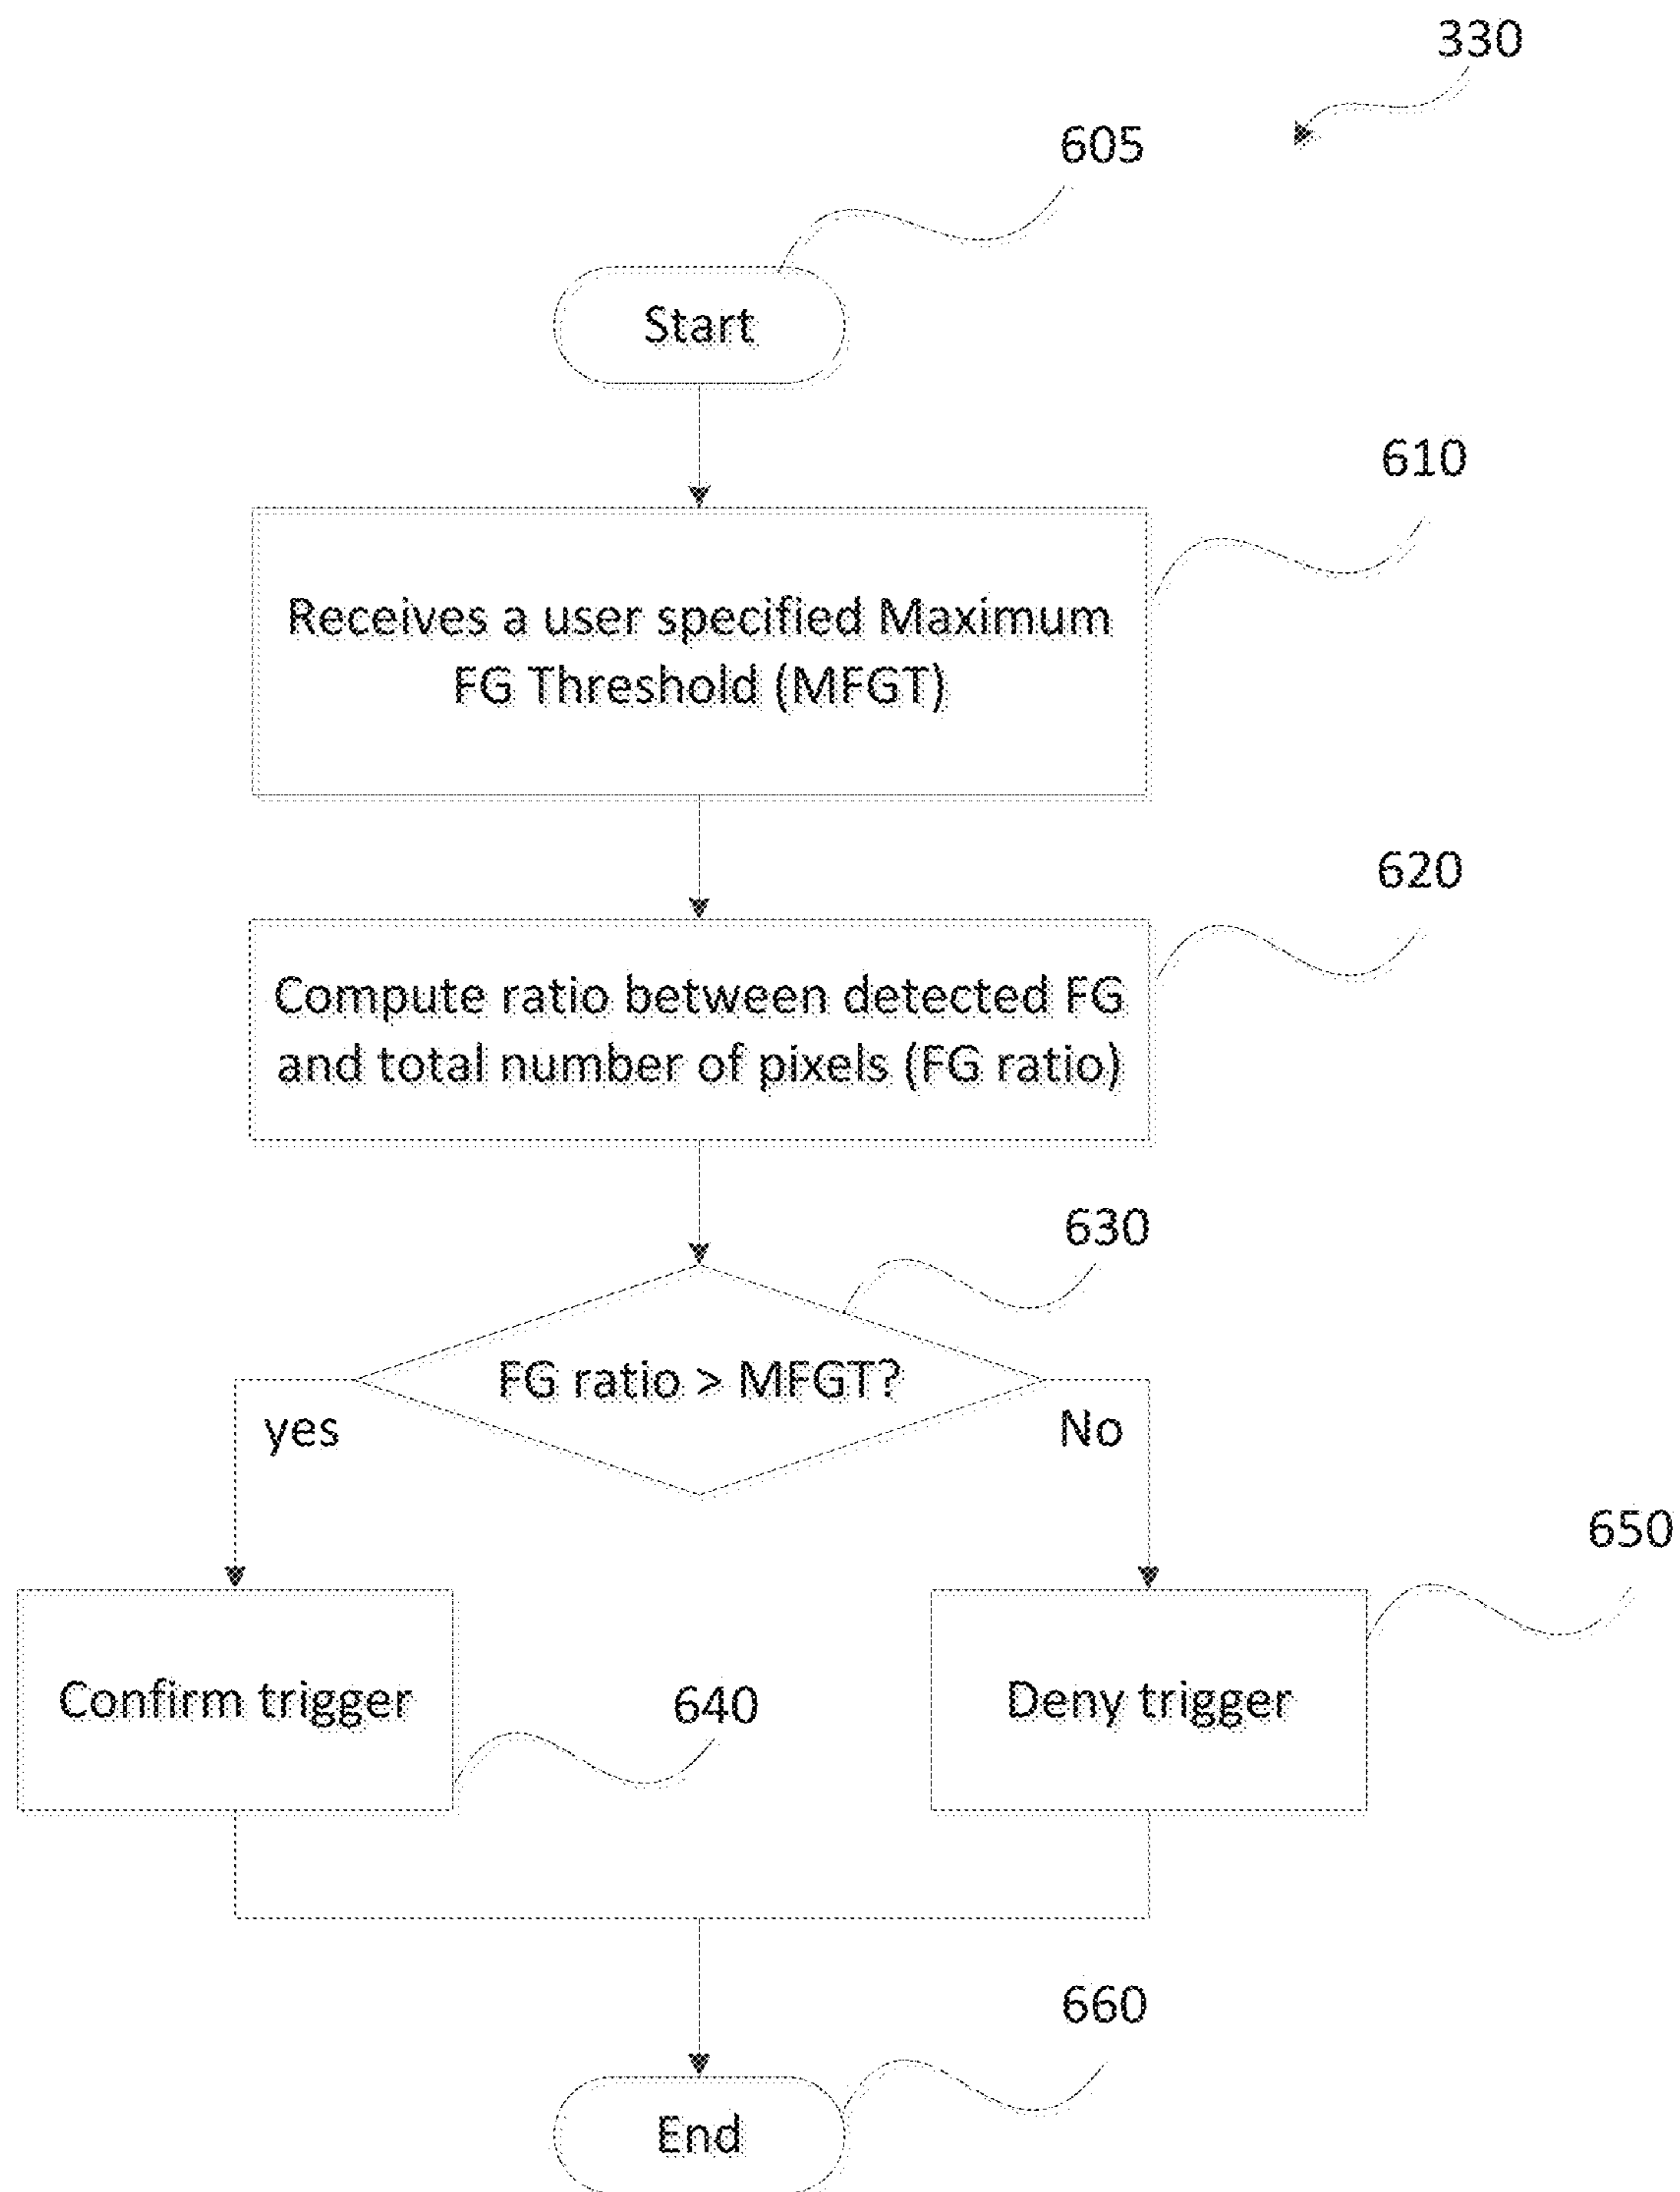 330
605
Start
610
Receives a user specified Maximum
FG Threshold (MFGT)
620
Compute ratio between detected FG
and total number of pixels (FG ratio)
630
FG ratio > MFGT?
yes
No
650
Confirm trigger
640
Deny trigger
660
End